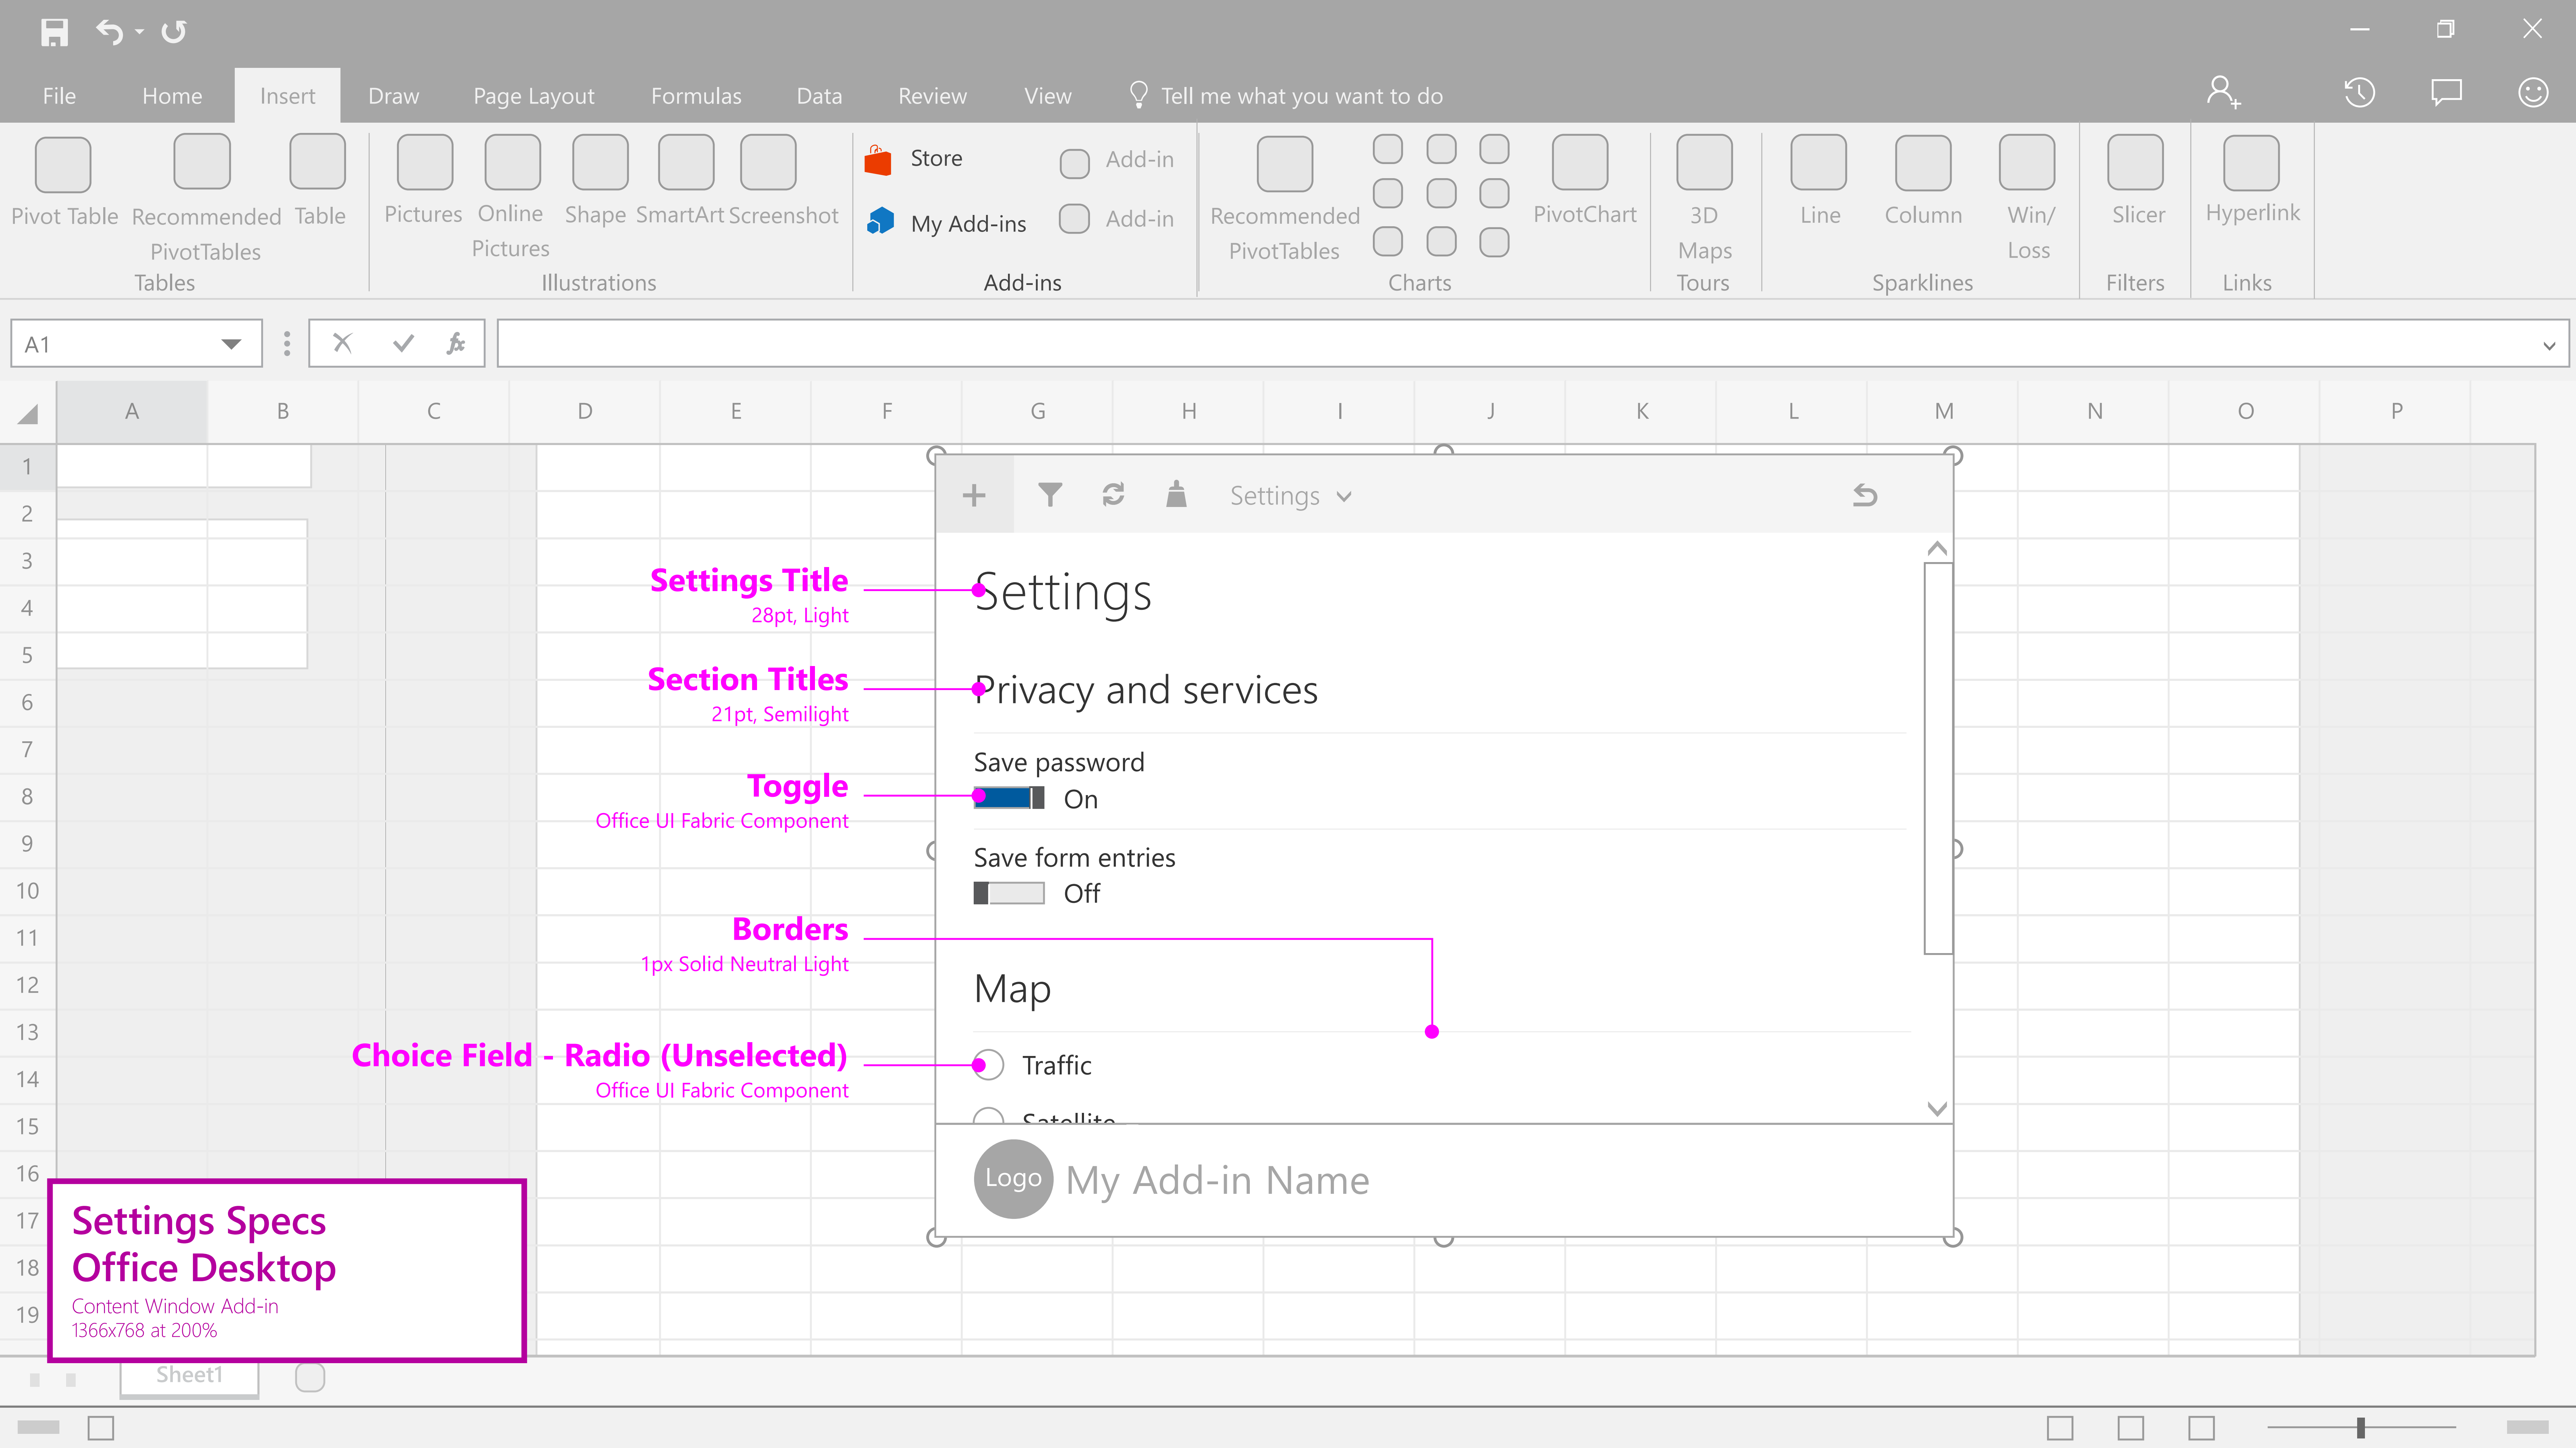 File Home Insert Draw Page Layout Formulas Data Review View Tell me what you want to do
Pivot Table
Recommended
PivotTables
Table
Tables
Pictures
Online
Pictures
Shape
SmartArt
Screenshot
Illustrations
Store
Add-in
My Add-ins
Add-in
Add-ins
Recommended
PivotTables
PivotChart
Charts
3D
Maps
Tours
Line
Column
Win/
Loss
Sparklines
Slicer
Filters
Hyperlink
Links
A1
fx
A B C D E F G H I J K L M N O P
1
2
3
4
5
6
7
8
9
10
11
12
13
14
15
16
17
18
19
Settings
Settings Title
28pt, Light
Settings
Section Titles
21pt, Semilight
Privacy and services
Save password
Toggle
Office UI Fabric Component
On
Save form entries
Off
Borders
1px Solid Neutral Light
Map
Choice Field - Radio (Unselected)
Office UI Fabric Component
Traffic
Satellite
Logo My Add-in Name
Settings Specs
Office Desktop
Content Window Add-in
1366x768 at 200%
Sheet1